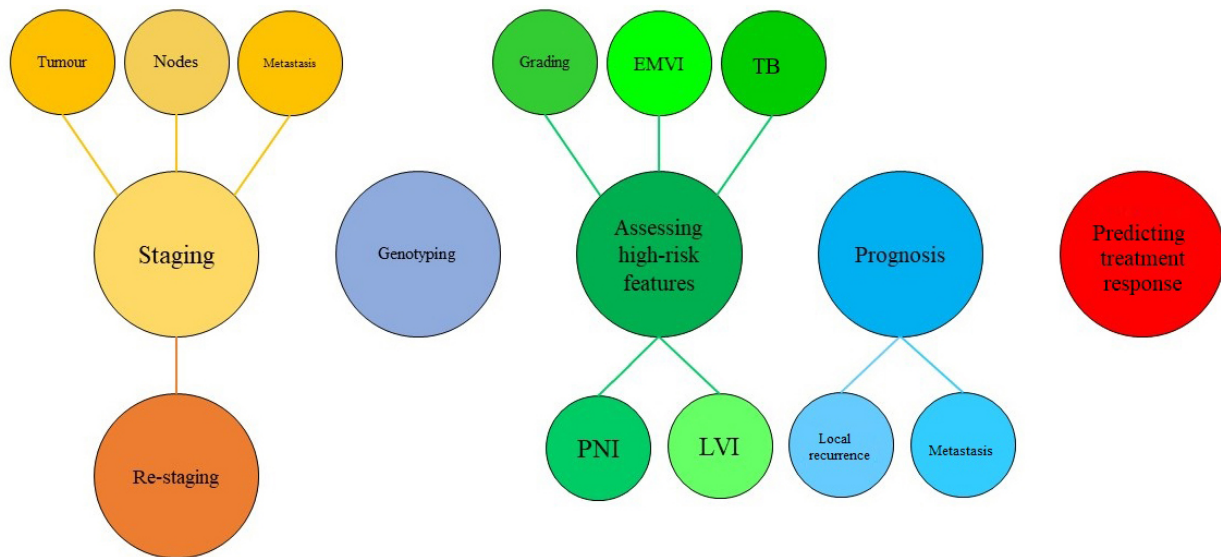 Tumour
Nodes
Metastasis
Grading
EMVI
TB
Staging
Genotyping
Assessing
high-risk
features
Prognosis
Predicting
treatment
response
Re-staging
PNI
LVI
Local
recurrence
Metastasis